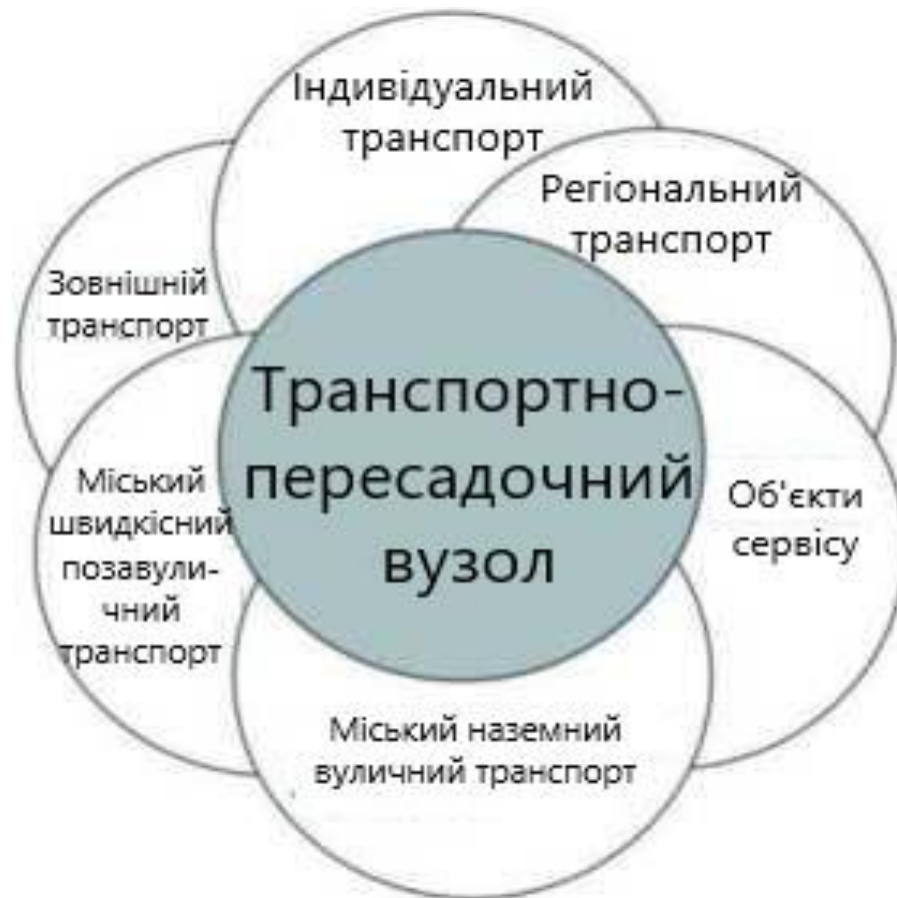 Індивідуальний
транспорт
Регіональний
транспорт
Зовнішній
транспорт
Транспортно-
пересадочний
вузол
Міський
швидкісний
позавули-
чний
транспорт
Об'єкти
сервісу
Міський наземний
вуличний транспорт